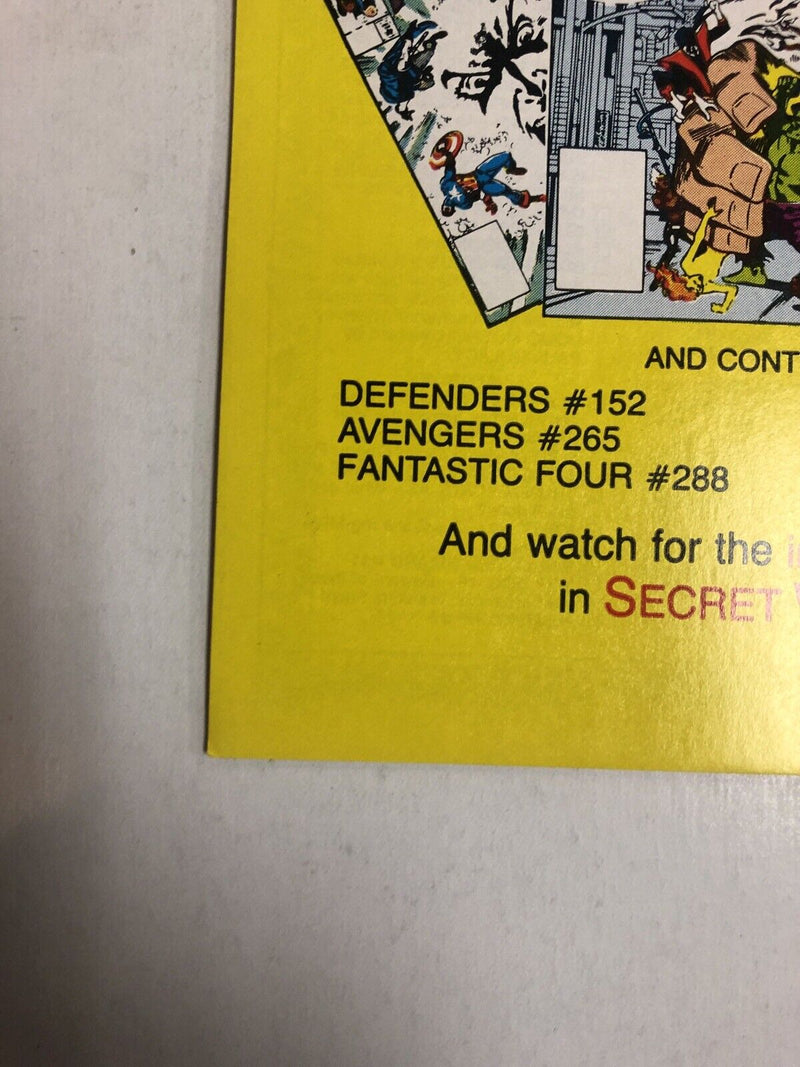 AND CONT
DEFENDERS #152
AVENGERS #265
FANTASTIC FOUR #288
And watch for the
in SECRET